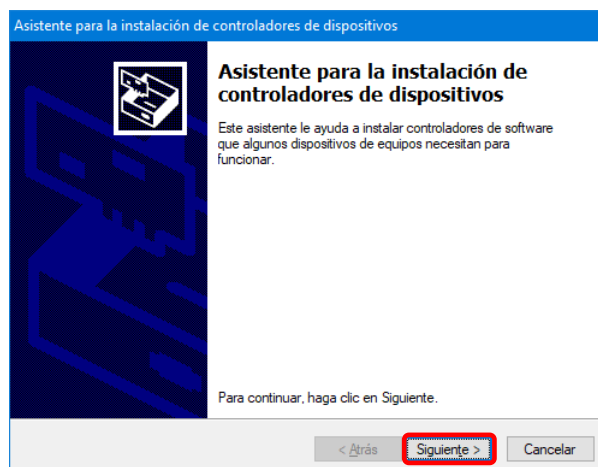 Asistente para la instalación de controladores de dispositivos
Asistente para la instalación de
controladores de dispositivos
Este asistente le ayuda a instalar controladores de software
que algunos dispositivos de equipos necesitan para
funcionar.
Para continuar, haga clic en Siguiente.
< Atrás Siguiente > Cancelar